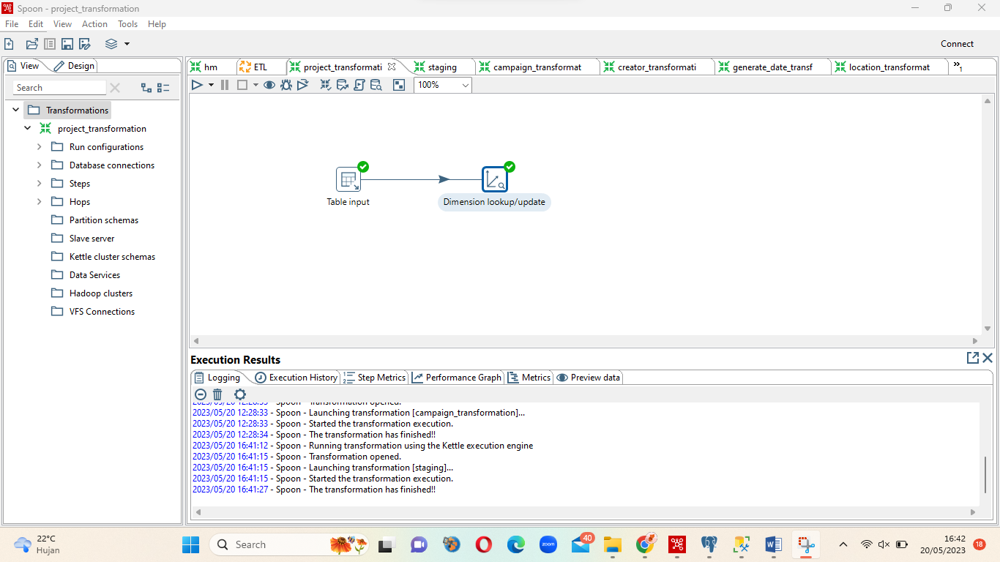 Spoon - project_transformation
File Edit View Action Tools Help
Connect
View Design
hm ETL project_transformati staging campaign_transformat creator_transformati generate_date_transf location_transformat »1
Search
100%
Transformations
project_transformation
Run configurations
Database connections
Steps
Hops
Partition schemas
Slave server
Kettle cluster schemas
Data Services
Hadoop clusters
VFS Connections
Table input Dimension lookup/update
Execution Results
Logging Execution History Step Metrics Performance Graph Metrics Preview data
2023/05/20 12:28:33 - Spoon - Transformation opened.
2023/05/20 12:28:33 - Spoon - Launching transformation [campaign_transformation]...
2023/05/20 12:28:33 - Spoon - Started the transformation execution.
2023/05/20 12:28:34 - Spoon - The transformation has finished!!
2023/05/20 16:41:12 - Spoon - Running transformation using the Kettle execution engine
2023/05/20 16:41:15 - Spoon - Transformation opened.
2023/05/20 16:41:15 - Spoon - Launching transformation [staging]...
2023/05/20 16:41:15 - Spoon - Started the transformation execution.
2023/05/20 16:41:27 - Spoon - The transformation has finished!!
22°C
Hujan
Search
zoom
40
16:42
20/05/2023
18